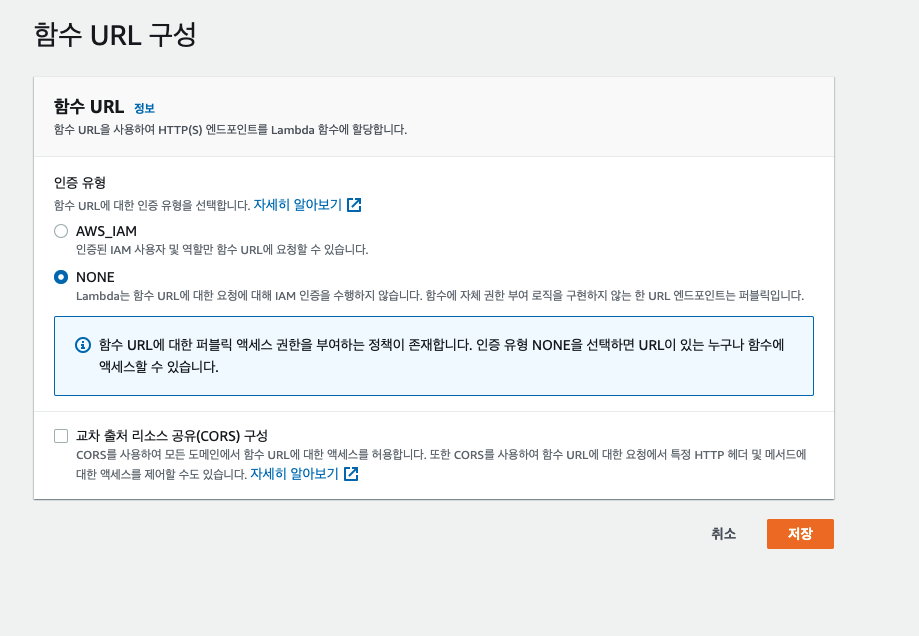 함수 URL 구성
함수 URL 정보
함수 URL을 사용하여 HTTP(S) 엔드포인트를 Lambda 함수에 할당합니다.
인증 유형
함수 URL에 대한 인증 유형을 선택합니다. 자세히 알아보기
AWS_IAM
인증된 IAM 사용자 및 역할만 함수 URL에 요청할 수 있습니다.
NONE
Lambda는 함수 URL에 대한 요청에 대해 IAM 인증을 수행하지 않습니다. 함수에 자체 권한 부여 로직을 구현하지 않는 한 URL 엔드포인트는 퍼블릭입니다.
함수 URL에 대한 퍼블릭 액세스 권한을 부여하는 정책이 존재합니다. 인증 유형 NONE을 선택하면 URL이 있는 누구나 함수에
액세스할 수 있습니다.
교차 출처 리소스 공유(CORS) 구성
CORS를 사용하여 모든 도메인에서 함수 URL에 대한 액세스를 허용합니다. 또한 CORS를 사용하여 함수 URL에 대한 요청에서 특정 HTTP 헤더 및 메서드에
대한 액세스를 제어할 수도 있습니다. 자세히 알아보기
취소
저장